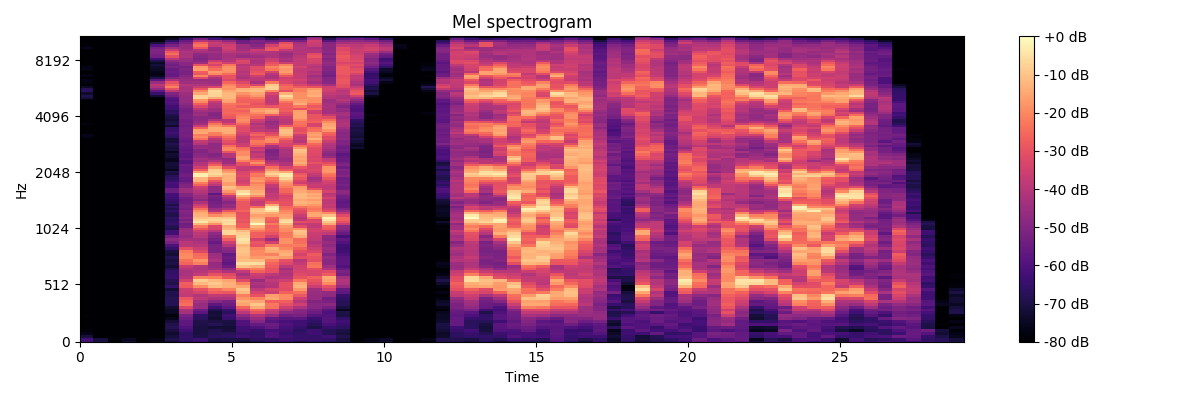 Mel spectrogram
Hz
8192
4096
2048
1024
512
0
0 5 10 15 20 25
Time
+0 dB
-10 dB
-20 dB
-30 dB
-40 dB
-50 dB
-60 dB
-70 dB
-80 dB